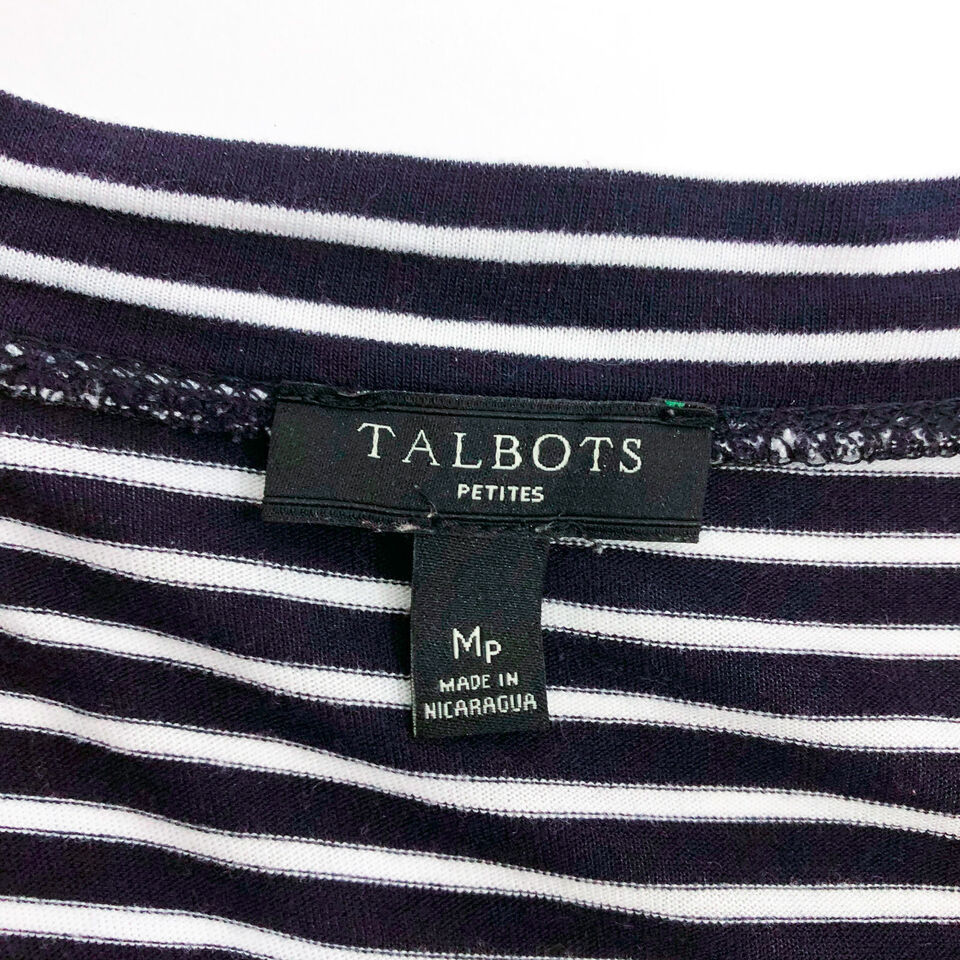 TALBOTS
PETITES
MP
MADE IN
NICARAGUA